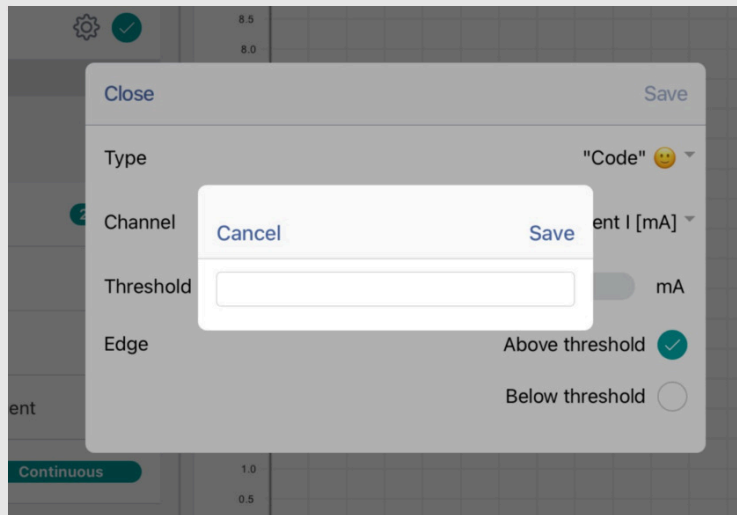 8.5
8.0
Close Save
Type "Code" 🙂
Channel ent I [mA]
Cancel Save
Threshold mA
Edge Above threshold
Below threshold
ent
Continuous
1.0
0.5
2